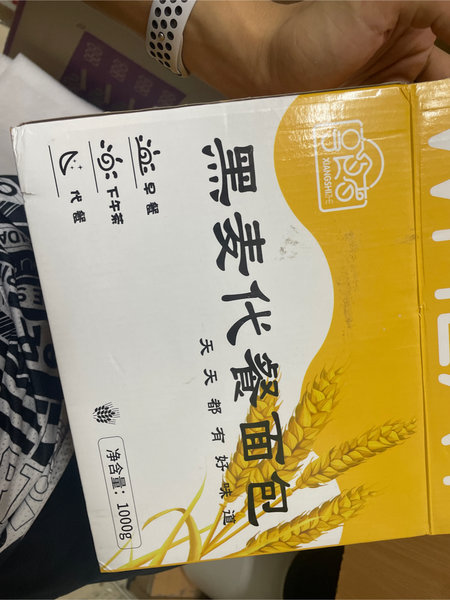 XIANGSHIZHE
黑麦代餐面包
天天都有好味道
早餐
下午茶
代餐
净含量：1000g